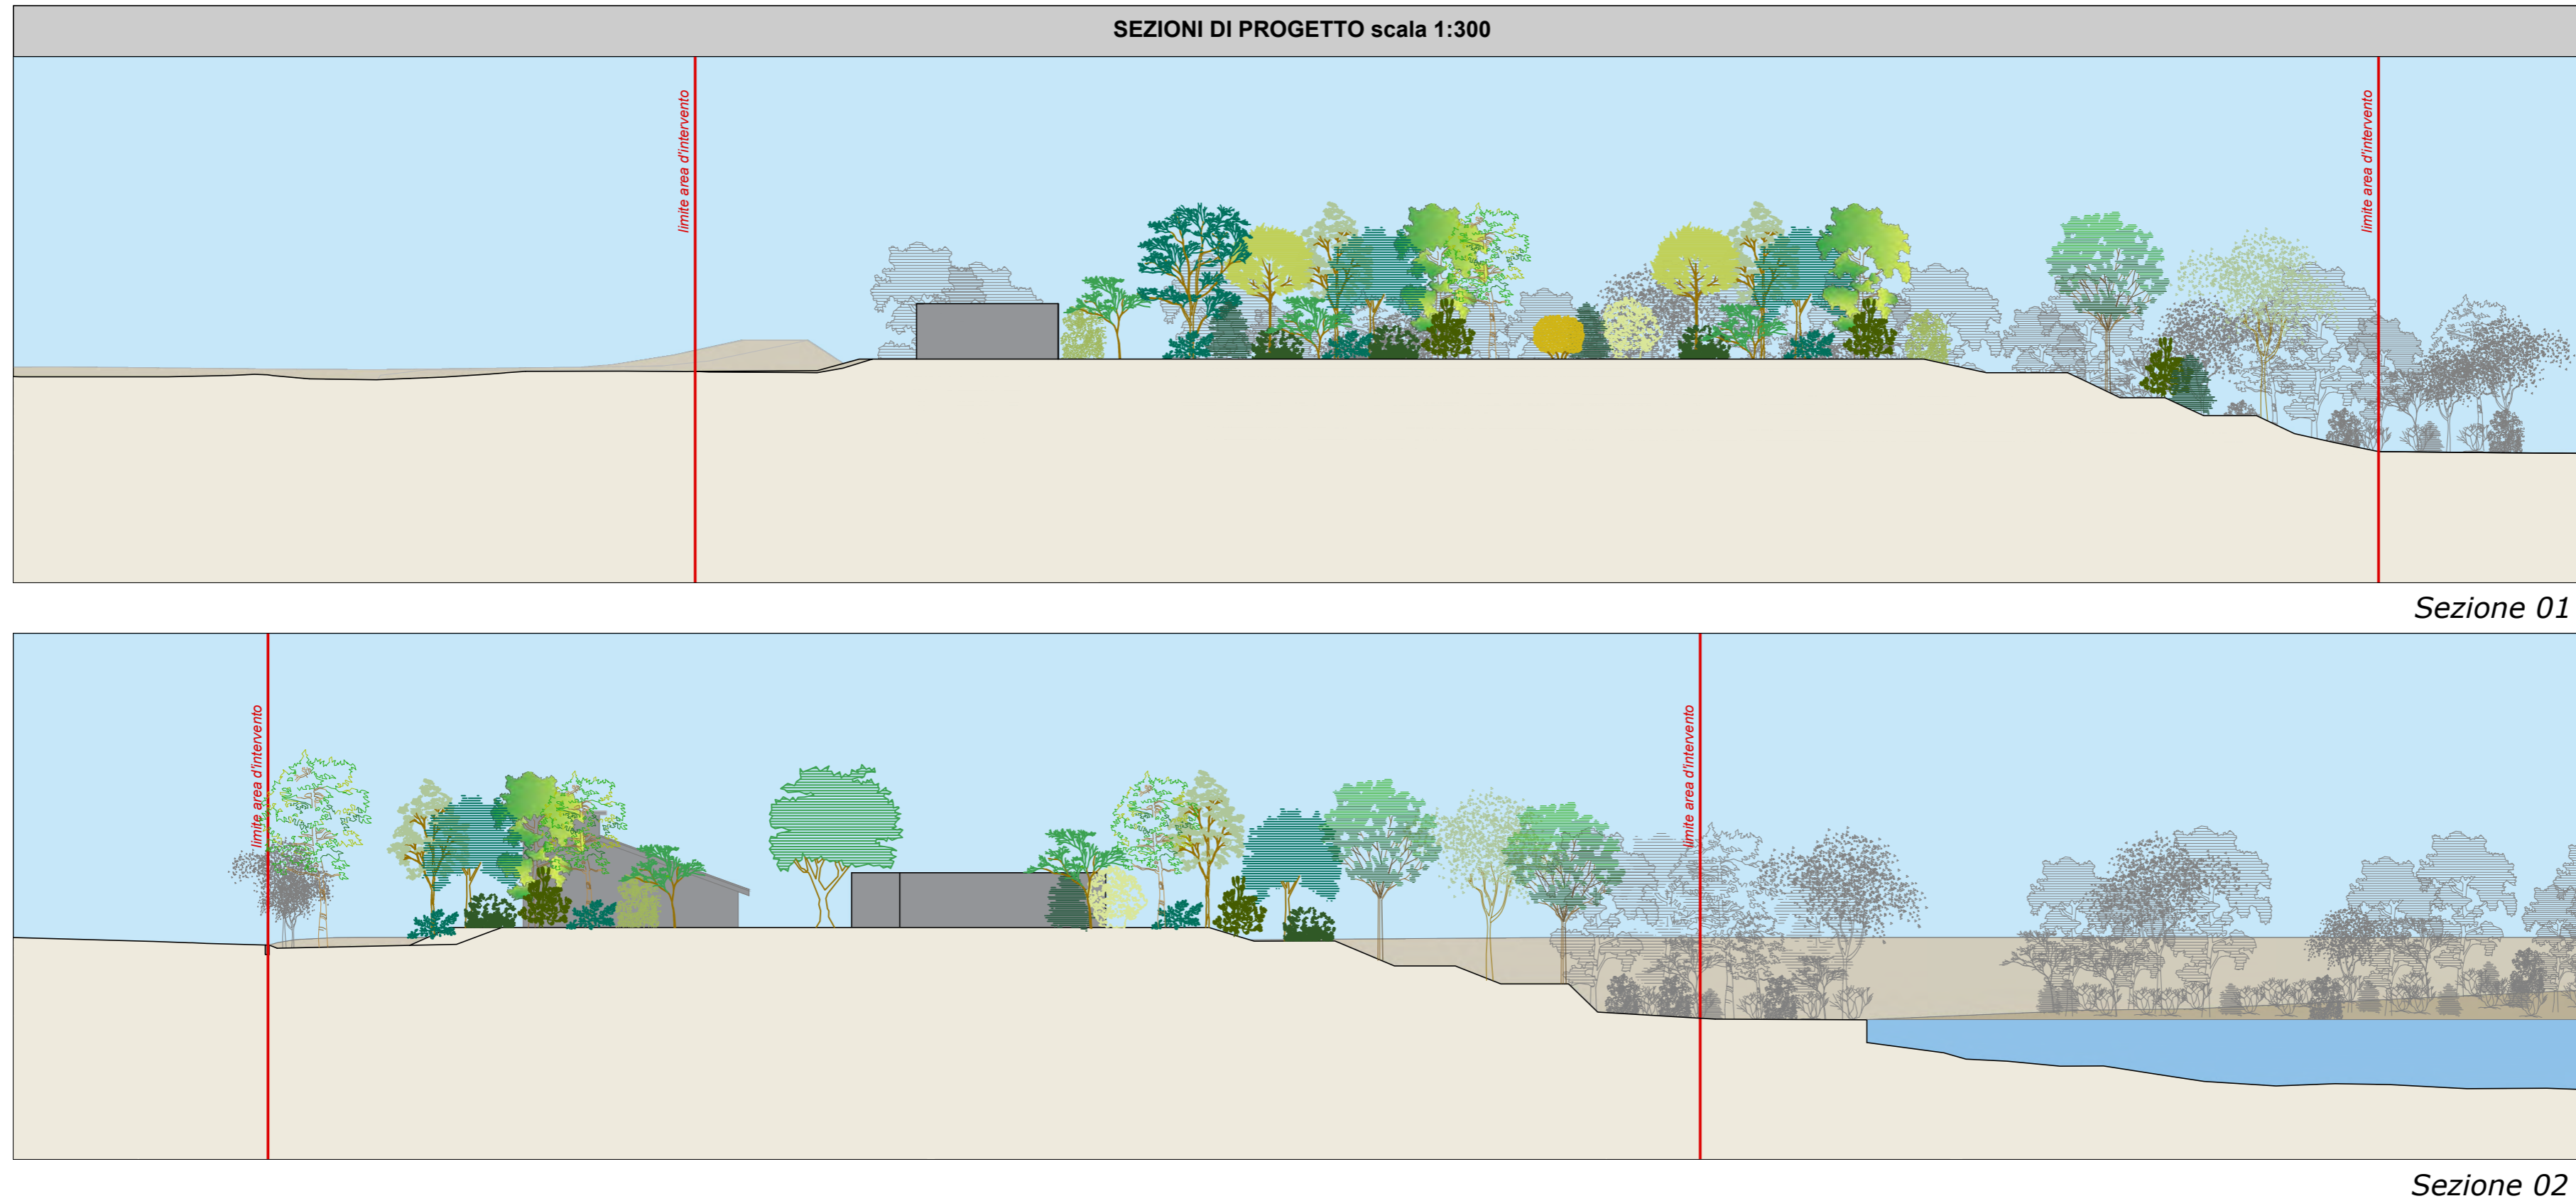 SEZIONI DI PROGETTO scala 1:300
limite area d'intervento
limite area d'intervento
Sezione 01
limite area d'intervento
limite area d'intervento
Sezione 02